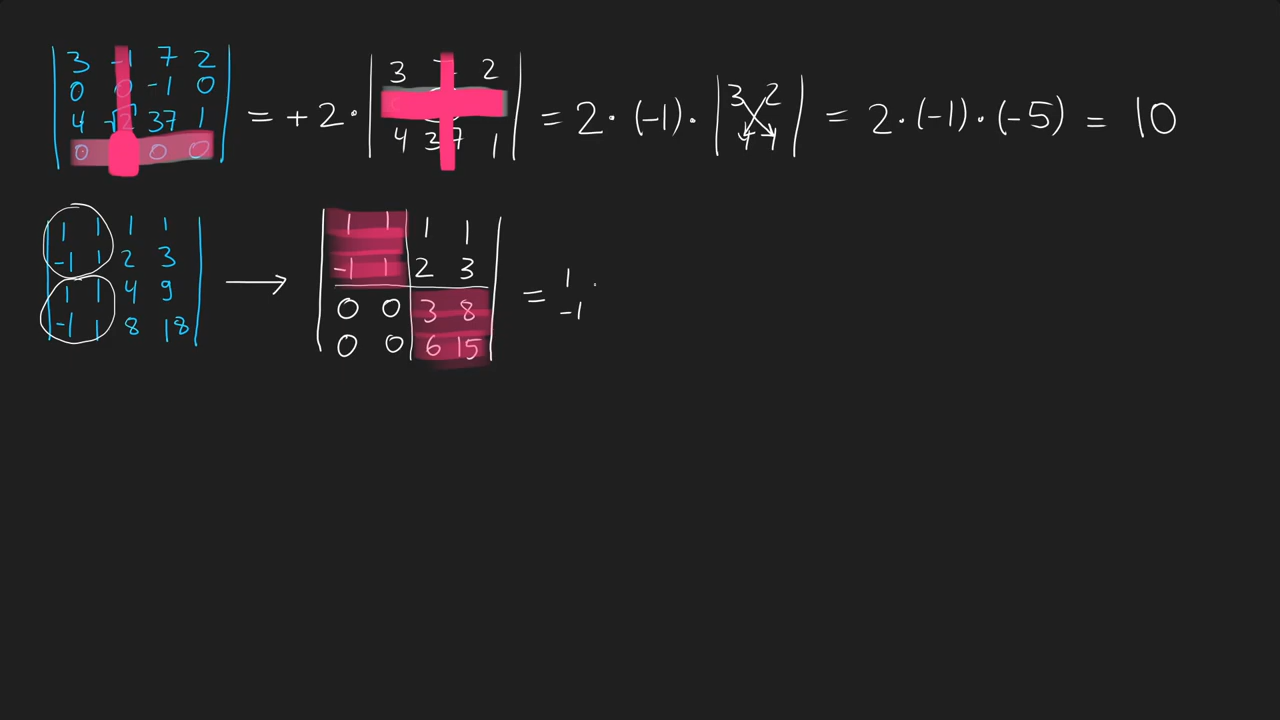 3 -1 7 2
0 0 -1 0
4 √2 37 1
0 0 0
= + 2 ·
3 2
4 37 1
= 2 · (-1) ·
3 2
4 1
= 2 · (-1) · (-5) = 10
1 1 1 1
-1 1 2 3
1 1 4 9
-1 1 8 18
→
1 1 1 1
-1 1 2 3
0 0 3 8
0 0 6 15
= 1
-1